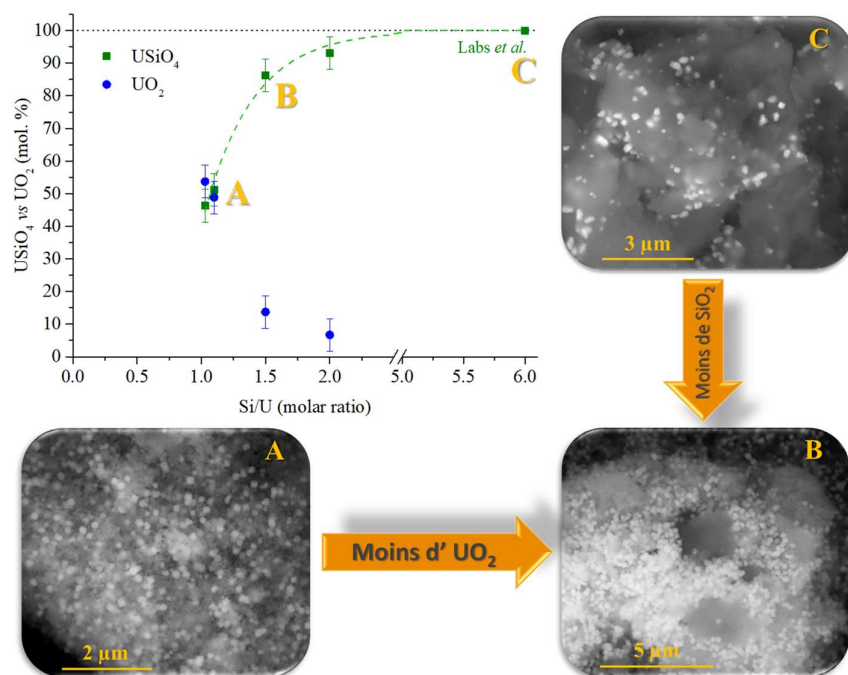 100
90
80
70
60
50
40
30
20
10
0
USiO₄ vs UO₂ (mol. %)
USiO₄
UO₂
Labs et al.
A
B
C
0.0 0.5 1.0 1.5 2.0 5.0 5.5 6.0
Si/U (molar ratio)
C
3 µm
Moins de SiO₂
A
2 µm
Moins d' UO₂
B
5 µm